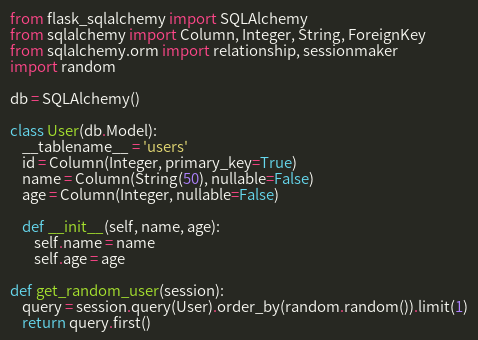 from flask_sqlalchemy import SQLAlchemy
from sqlalchemy import Column, Integer, String, ForeignKey
from sqlalchemy.orm import relationship, sessionmaker
import random

db = SQLAlchemy()

class User(db.Model):
    __tablename__ = 'users'
    id = Column(Integer, primary_key=True)
    name = Column(String(50), nullable=False)
    age = Column(Integer, nullable=False)

    def __init__(self, name, age):
        self.name = name
        self.age = age

def get_random_user(session):
    query = session.query(User).order_by(random.random()).limit(1)
    return query.first()